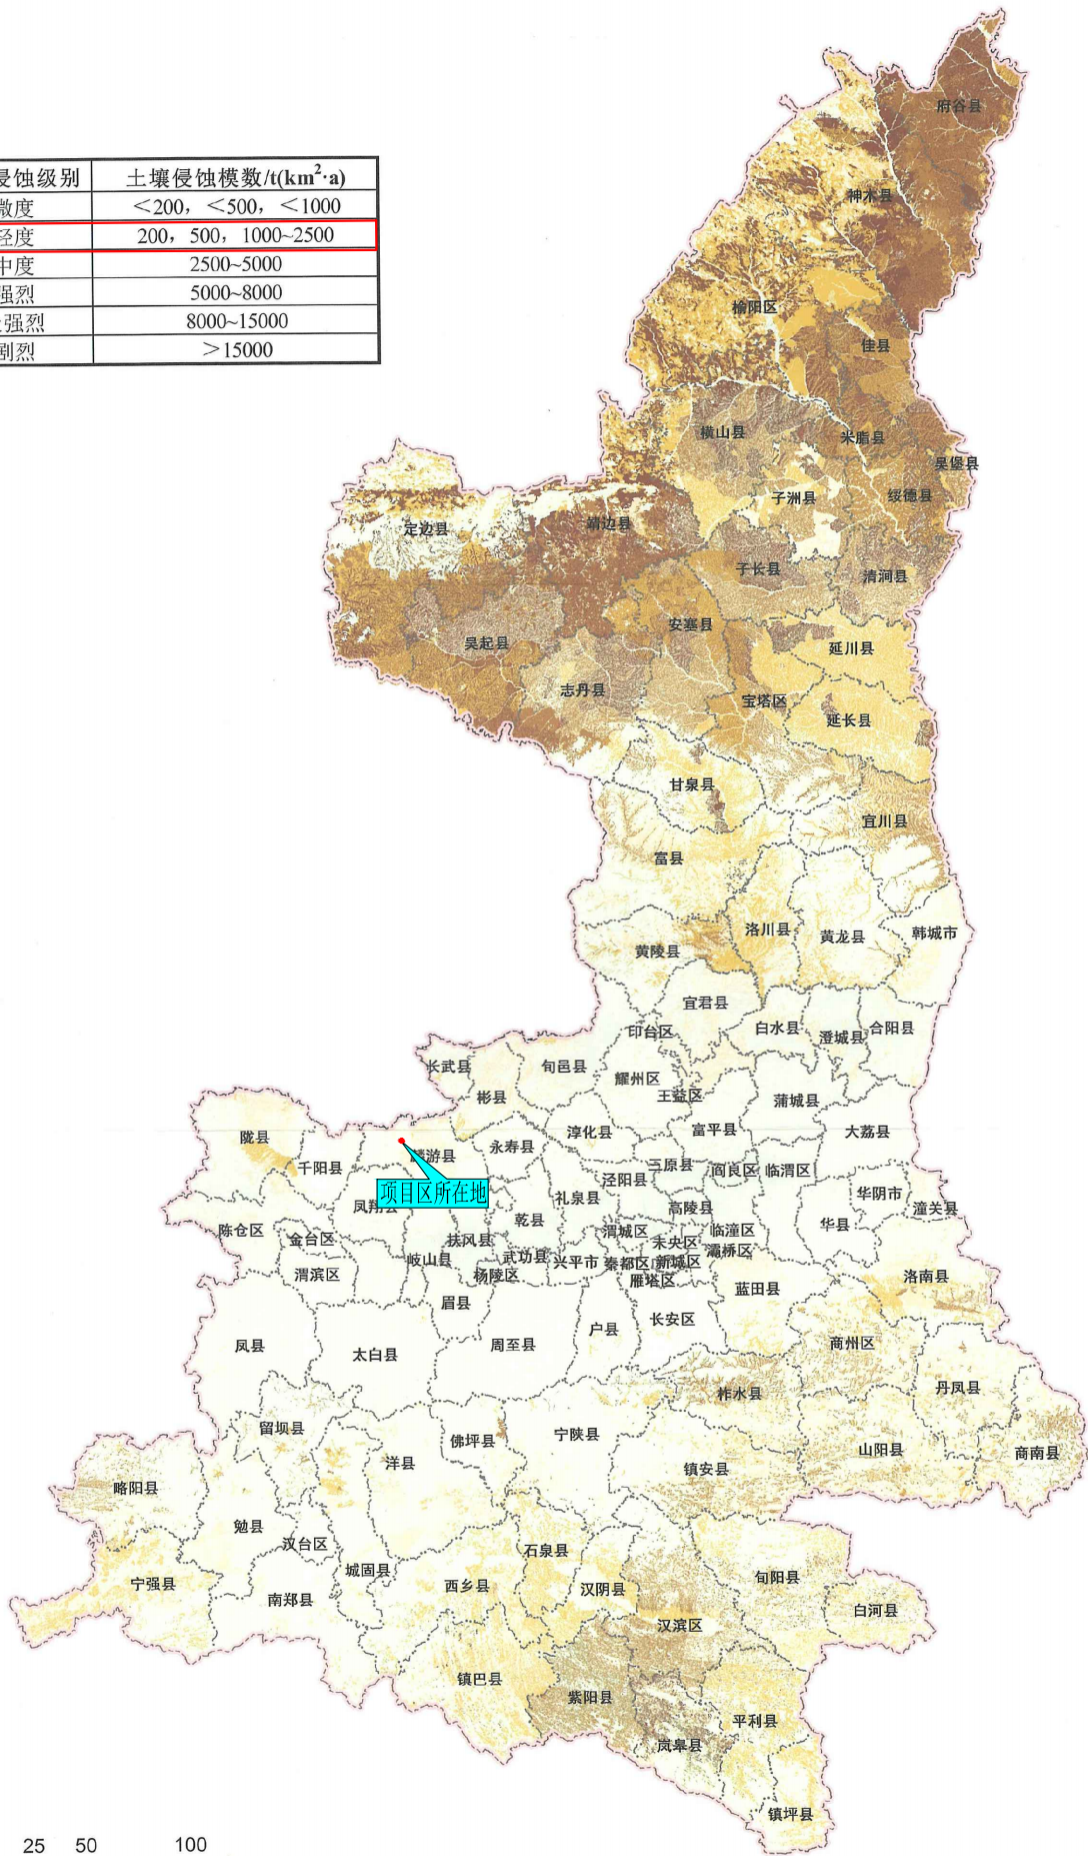 侵蚀级别 土壤侵蚀模数/t(km²·a)
微度 <200，<500，<1000
轻度 200，500，1000~2500
中度 2500~5000
强烈 5000~8000
强烈 8000~15000
剧烈 >15000
府谷县
神木县
榆阳区
佳县
横山县
米脂县
吴堡县
子洲县
绥德县
定边县
靖边县
子长县
清涧县
吴起县
安塞县
延川县
志丹县
宝塔区
延长县
甘泉县
宜川县
富县
洛川县
黄龙县
韩城市
黄陵县
宜君县
印台区
白水县
澄城县
合阳县
长武县
旬邑县
彬县
耀州区
王益区
蒲城县
陇县
千阳县
麟游县
永寿县
淳化县
富平县
大荔县
项目区所在地
凤翔县
礼泉县
泾阳县
三原县
阎良区
临渭区
华阴市
潼关县
高陵县
陈仓区
金台区
渭滨区
岐山县
扶风县
乾县
武功县
杨陵区
兴平市
渭城区
秦都区
未央区
新城区
雁塔区
临潼区
灞桥区
华县
蓝田县
洛南县
眉县
凤县
太白县
周至县
户县
长安区
商州区
丹凤县
柞水县
留坝县
佛坪县
宁陕县
洋县
镇安县
山阳县
商南县
略阳县
勉县
汉台区
城固县
宁强县
南郑县
西乡县
石泉县
汉阴县
旬阳县
白河县
汉滨区
镇巴县
紫阳县
平利县
岚皋县
镇坪县
25 50 100